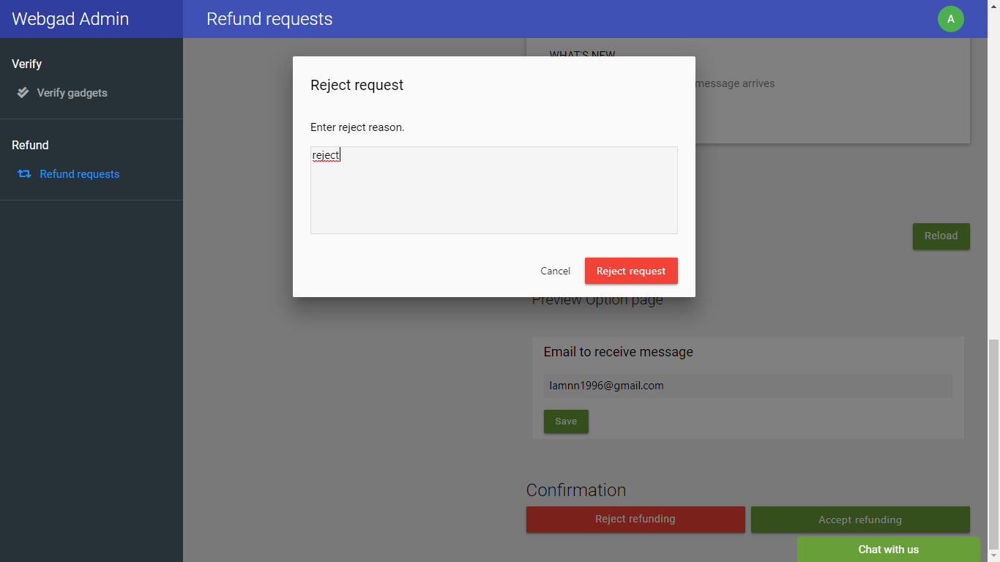 Webgad Admin
Refund requests
A
Verify
Verify gadgets
Refund
Refund requests
WHAT'S NEW
message arrives
Reject request
Enter reject reason.
reject
Cancel
Reject request
Reload
Preview Option page
Email to receive message
lamnn1996@gmail.com
Save
Confirmation
Reject refunding
Accept refunding
Chat with us